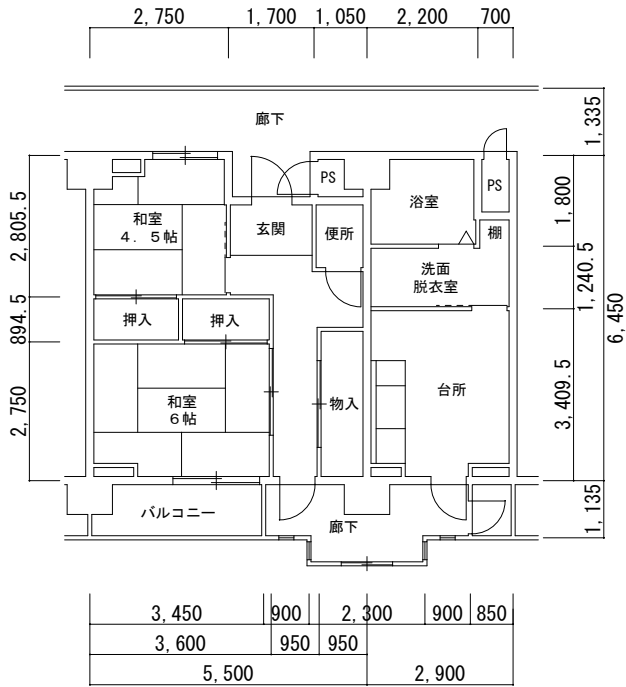 2,750 1,700 1,050 2,200 700
廊下
1,335
PS
浴室
PS
1,800
2,805.5
和室
4．5帖
玄関
便所
棚
洗面
脱衣室
1,240.5
6,450
894.5
押入
押入
2,750
和室
6帖
物入
台所
3,409.5
バルコニー
廊下
1,135
3,450 900 2,300 900 850
3,600 950 950
5,500 2,900